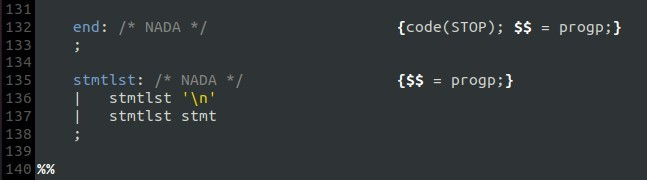 131
132 end: /* NADA */ {code(STOP); $$ = progp;}
133 ;
134
135 stmtlst: /* NADA */ {$$ = progp;}
136 | stmtlst '\n'
137 | stmtlst stmt
138 ;
139
140 %%